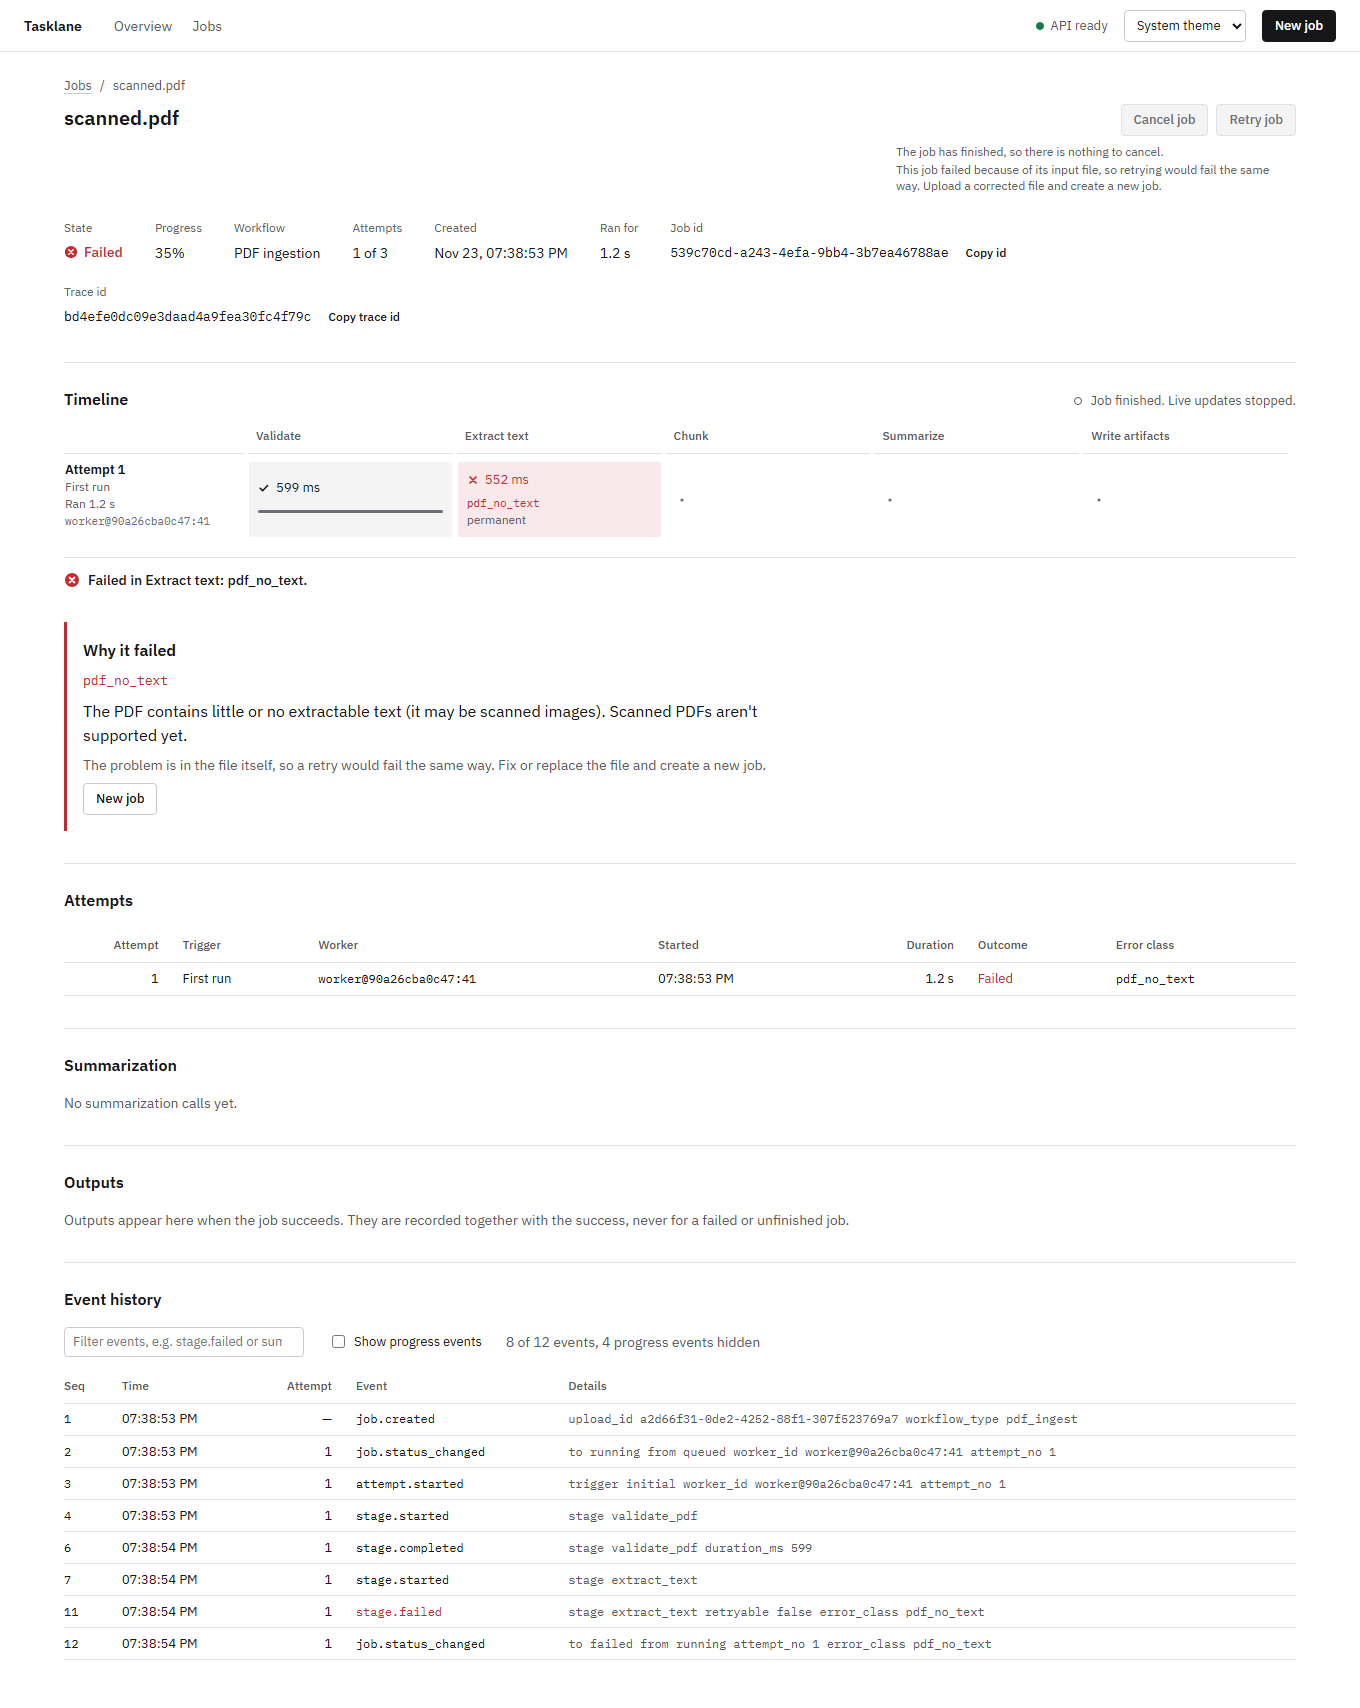 Tasklane Overview Jobs API ready System theme New job
Jobs / scanned.pdf
scanned.pdf Cancel job Retry job
The job has finished, so there is nothing to cancel.
This job failed because of its input file, so retrying would fail the same
way. Upload a corrected file and create a new job.
State Progress Workflow Attempts Created Ran for Job id
Failed 35% PDF ingestion 1 of 3 Nov 23, 07:38:53 PM 1.2 s 539c70cd-a243-4efa-9bb4-3b7ea46788ae Copy id
Trace id
bd4efe0dc09e3daad4a9fea30fc4f79c Copy trace id
Timeline Job finished. Live updates stopped.
Validate Extract text Chunk Summarize Write artifacts
Attempt 1
First run
Ran 1.2 s
worker@90a26cba0c47:41
599 ms
552 ms
pdf_no_text
permanent
Failed in Extract text: pdf_no_text.
Why it failed
pdf_no_text
The PDF contains little or no extractable text (it may be scanned images). Scanned PDFs aren't
supported yet.
The problem is in the file itself, so a retry would fail the same way. Fix or replace the file and create a new job.
New job
Attempts
Attempt Trigger Worker Started Duration Outcome Error class
1 First run worker@90a26cba0c47:41 07:38:53 PM 1.2 s Failed pdf_no_text
Summarization
No summarization calls yet.
Outputs
Outputs appear here when the job succeeds. They are recorded together with the success, never for a failed or unfinished job.
Event history
Filter events, e.g. stage.failed or sum Show progress events 8 of 12 events, 4 progress events hidden
Seq Time Attempt Event Details
1 07:38:53 PM — job.created upload_id a2d66f31-0de2-4252-88f1-307f523769a7 workflow_type pdf_ingest
2 07:38:53 PM 1 job.status_changed to running from queued worker_id worker@90a26cba0c47:41 attempt_no 1
3 07:38:53 PM 1 attempt.started trigger initial worker_id worker@90a26cba0c47:41 attempt_no 1
4 07:38:53 PM 1 stage.started stage validate_pdf
6 07:38:54 PM 1 stage.completed stage validate_pdf duration_ms 599
7 07:38:54 PM 1 stage.started stage extract_text
11 07:38:54 PM 1 stage.failed stage extract_text retryable false error_class pdf_no_text
12 07:38:54 PM 1 job.status_changed to failed from running attempt_no 1 error_class pdf_no_text